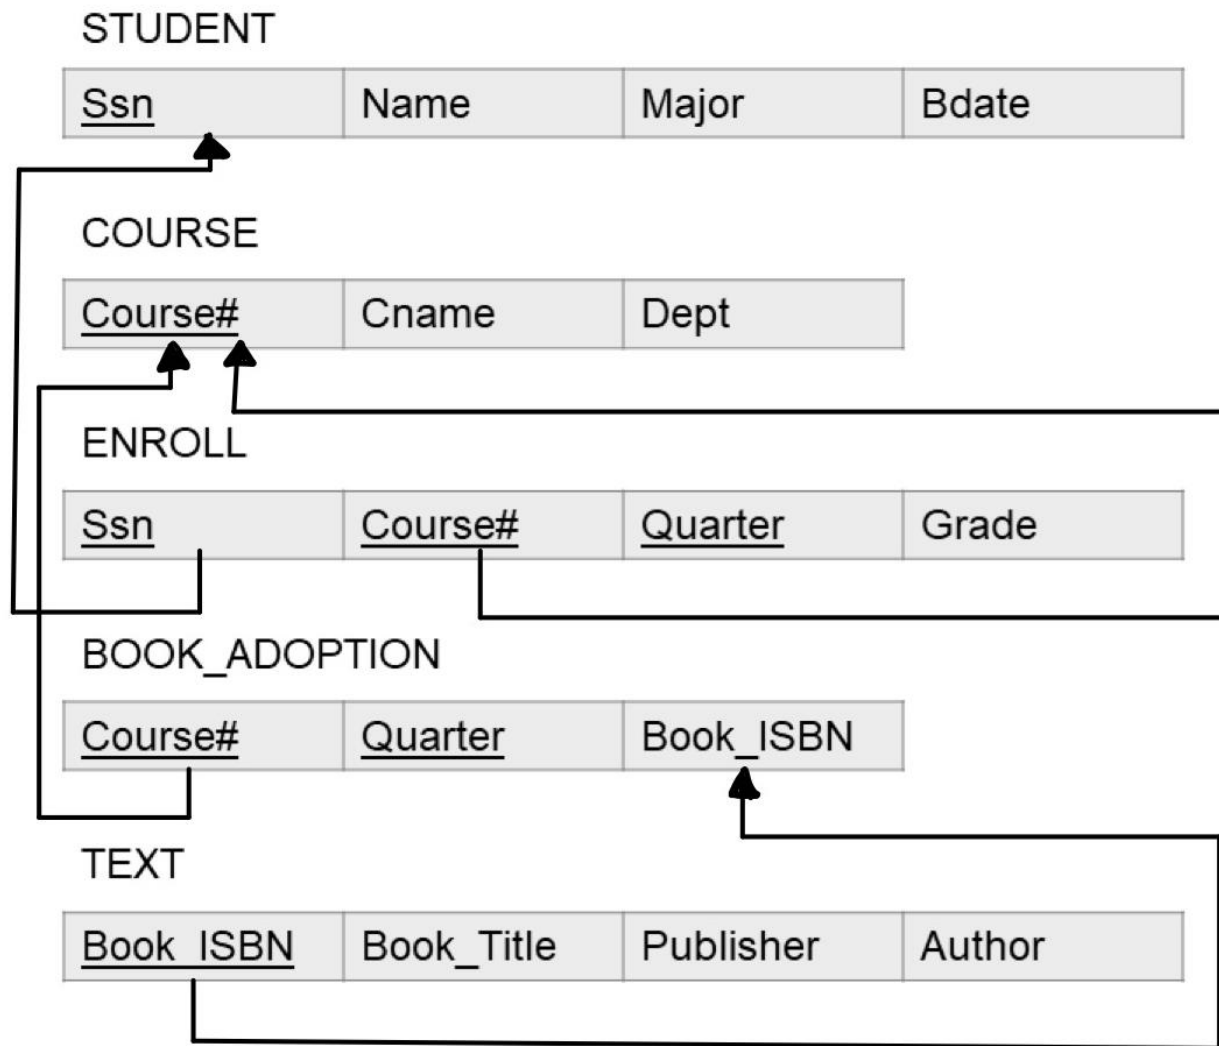 STUDENT
Ssn Name Major Bdate
COURSE
Course# Cname Dept
ENROLL
Ssn Course# Quarter Grade
BOOK_ADOPTION
Course# Quarter Book_ISBN
TEXT
Book_ISBN Book_Title Publisher Author